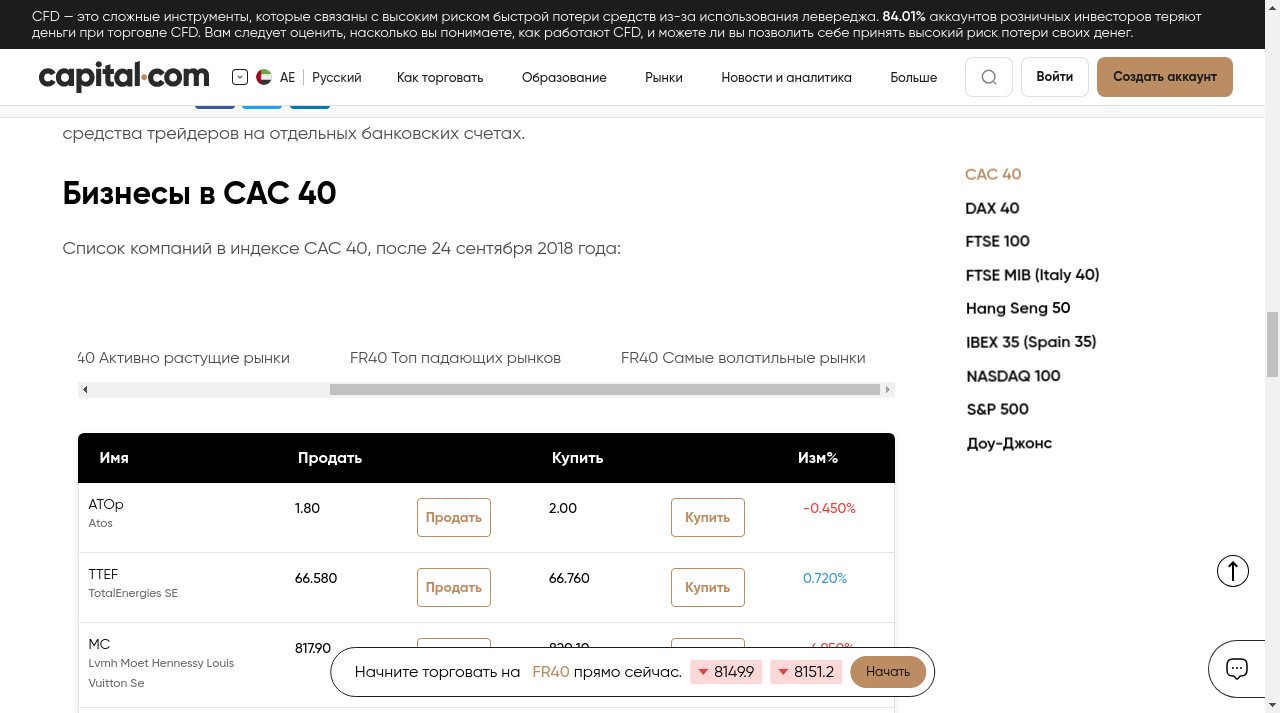 CFD — это сложные инструменты, которые связаны с высоким риском быстрой потери средств из-за использования левереджа. 84.01% аккаунтов розничных инвесторов теряют
деньги при торговле CFD. Вам следует оценить, насколько вы понимаете, как работают CFD, и можете ли вы позволить себе принять высокий риск потери своих денег.
capital.com AE Русский Как торговать Образование Рынки Новости и аналитика Больше Войти Создать аккаунт
средства трейдеров на отдельных банковских счетах.
Бизнесы в CAC 40
Список компаний в индексе CAC 40, после 24 сентября 2018 года:
40 Активно растущие рынки FR40 Топ падающих рынков FR40 Самые волатильные рынки
Имя Продать Купить Изм%
ATOp 1.80 Продать 2.00 Купить -0.450%
Atos
TTEF 66.580 Продать 66.760 Купить 0.720%
TotalEnergies SE
MC 817.90
Lvmh Moet Hennessy Louis
Vuitton Se
CAC 40
DAX 40
FTSE 100
FTSE MIB (Italy 40)
Hang Seng 50
IBEX 35 (Spain 35)
NASDAQ 100
S&P 500
Доу-Джонс
Начните торговать на FR40 прямо сейчас. 8149.9 8151.2 Начать